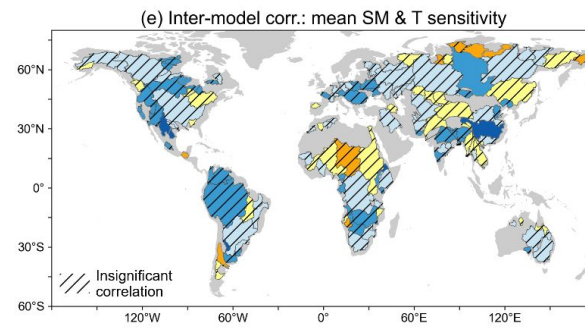 (e) Inter-model corr.: mean SM & T sensitivity
60°N
30°N
0°
30°S
60°S
Insignificant
correlation
120°W
60°W
0°
60°E
120°E